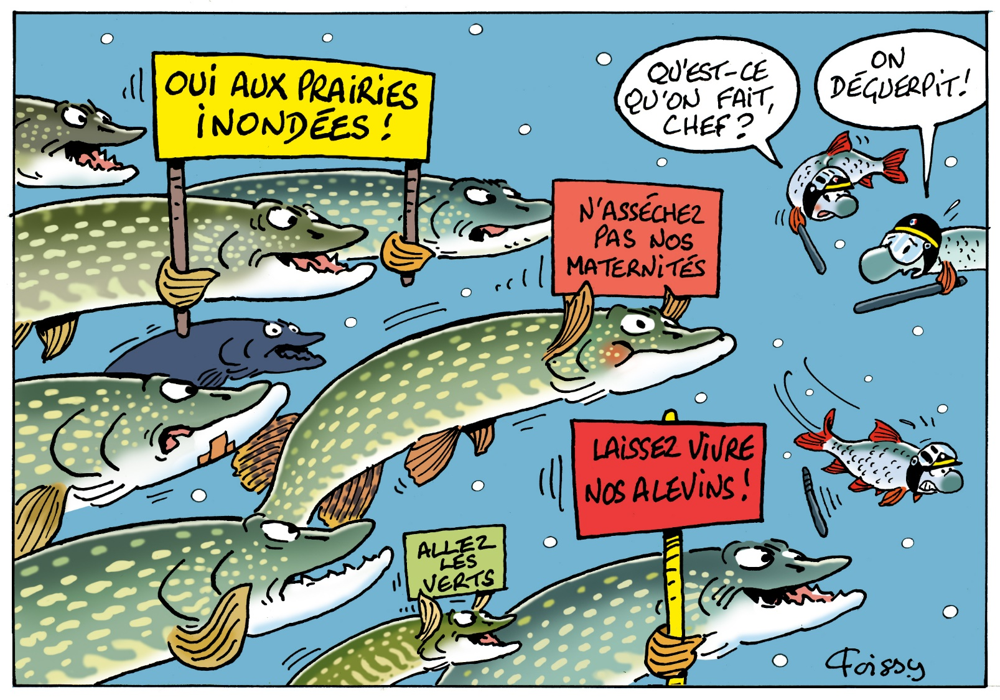 OUI AUX PRAIRIES
INONDÉES !
QU'EST-CE
QU'ON FAIT,
CHEF ?
ON
DÉGUERPIT !
N'ASSÉCHEZ
PAS NOS
MATERNITÉS
LAISSEZ VIVRE
NOS ALEVINS !
ALLEZ
LES
VERTS
Foissy